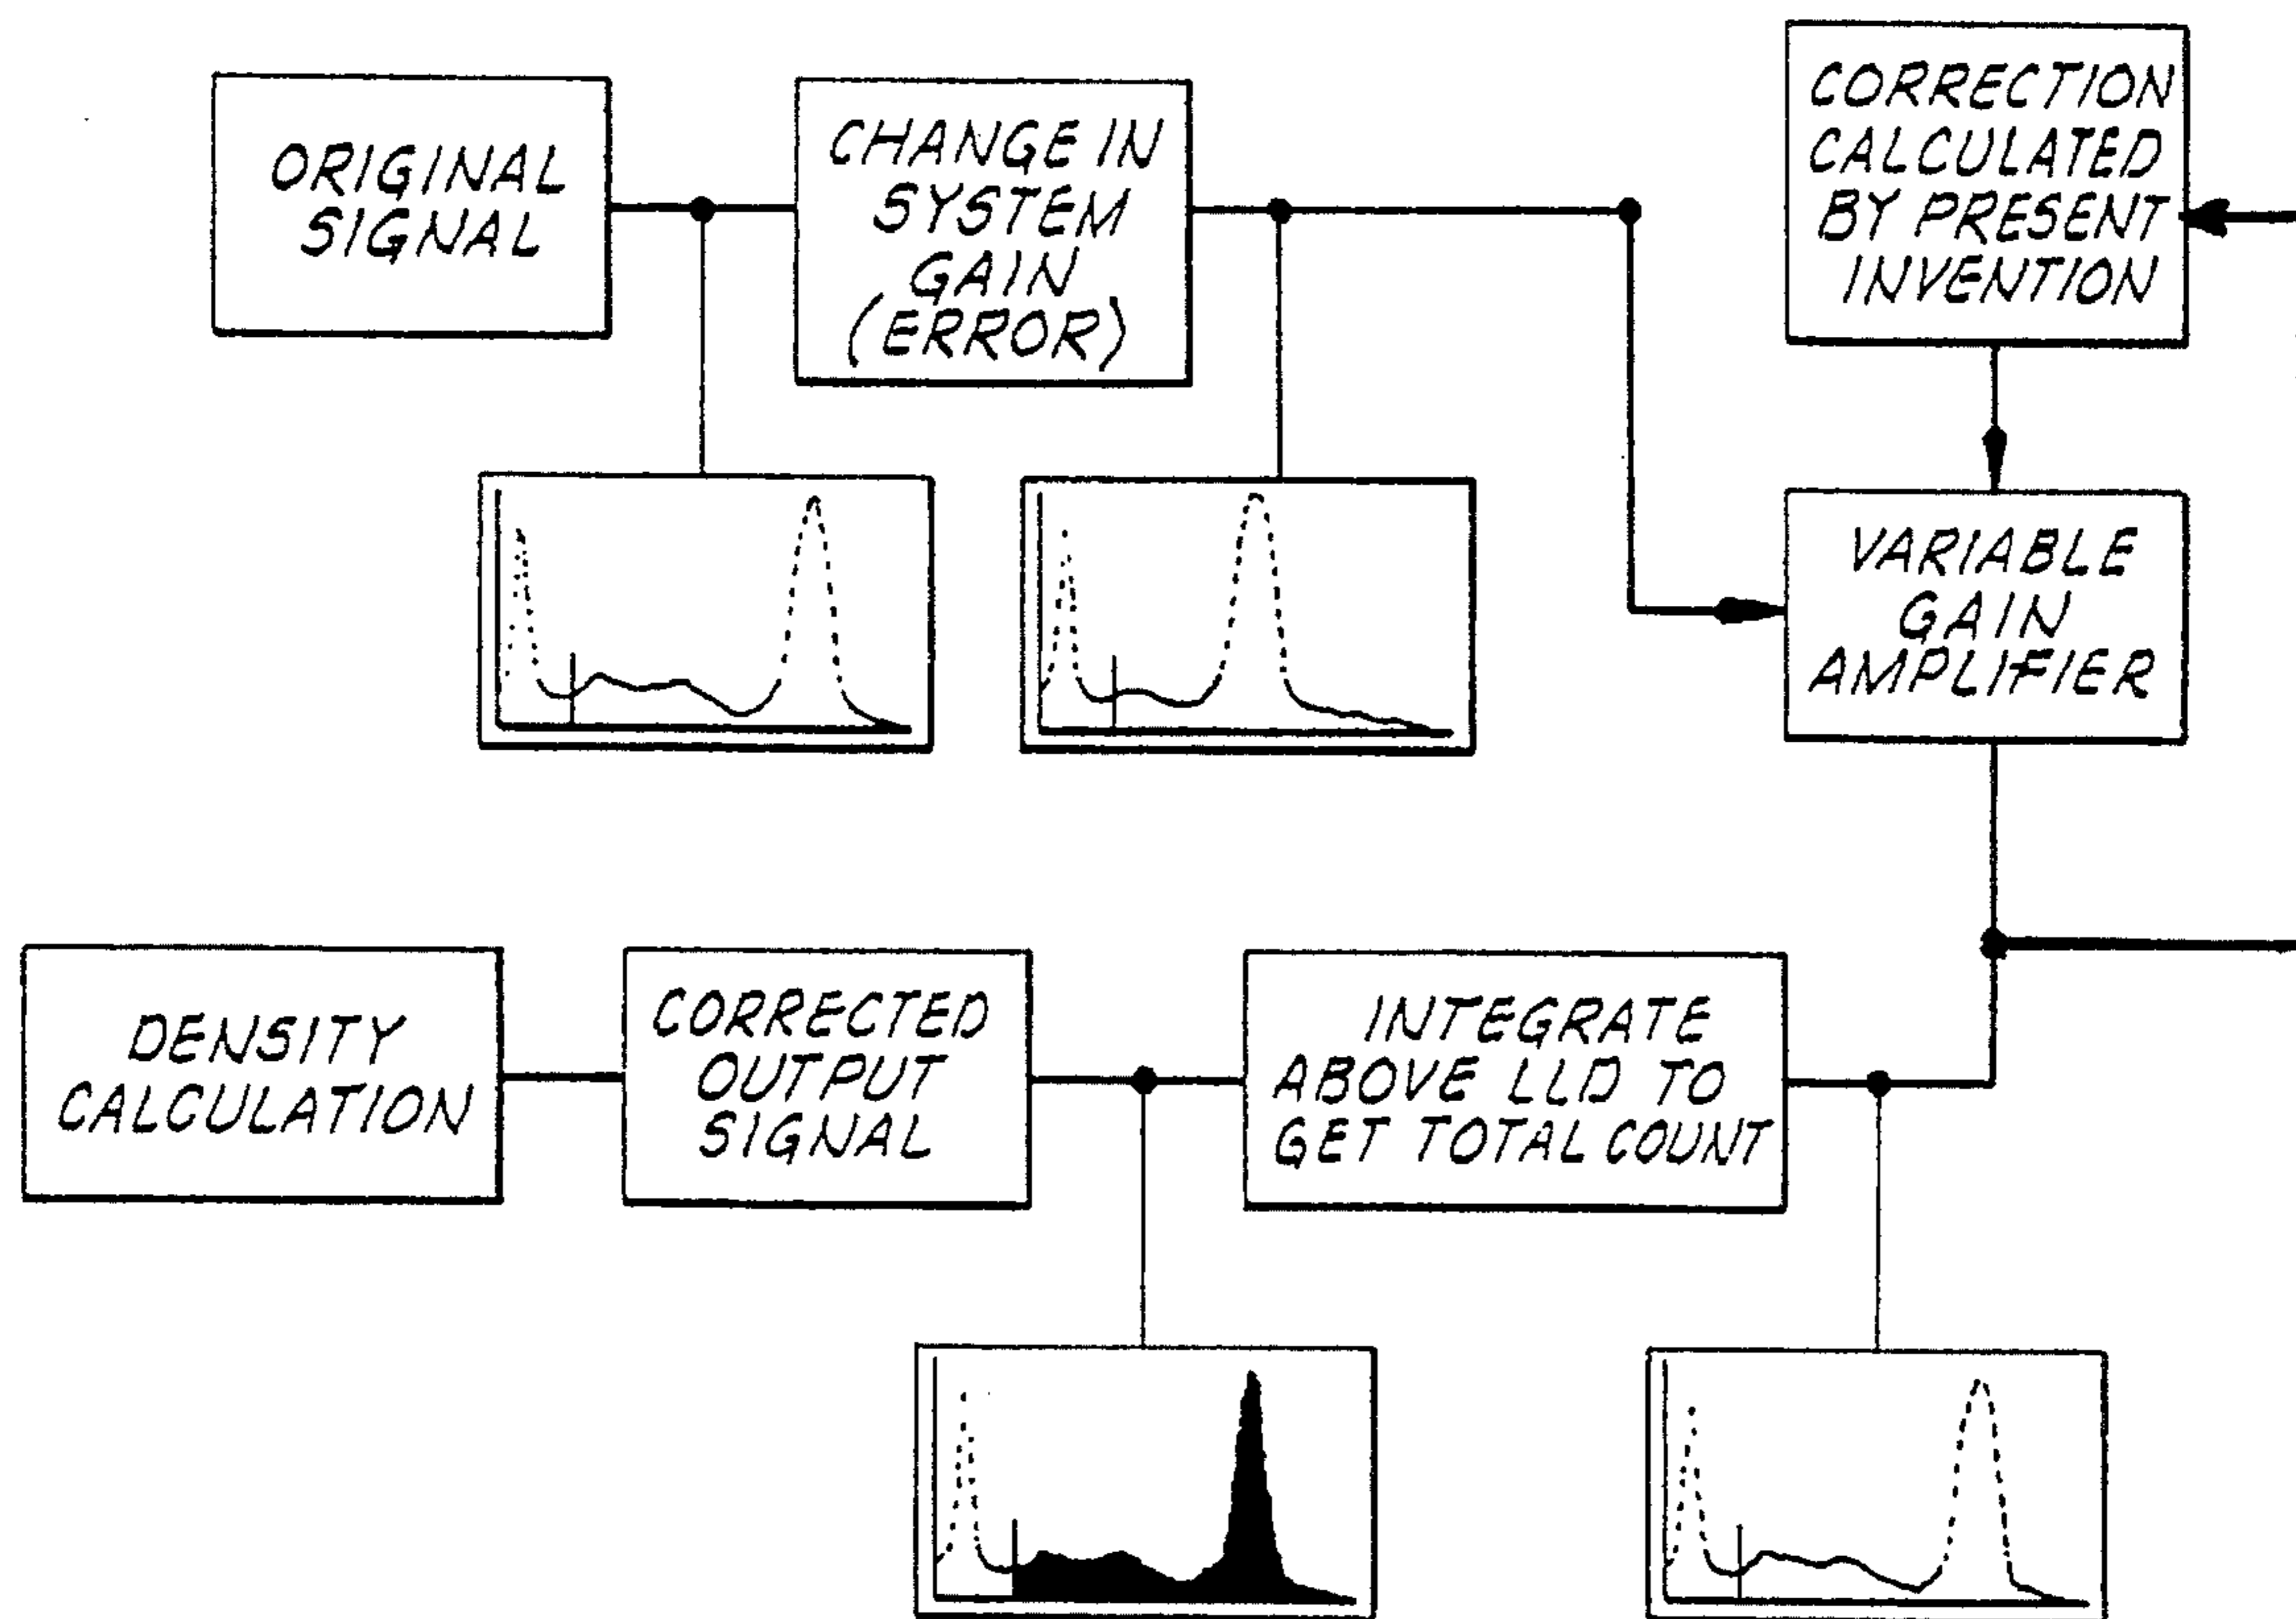 ORIGINAL
SIGNAL
CHANGE IN
SYSTEM
GAIN
(ERROR)
CORRECTION
CALCULATED
BY PRESENT
INVENTION
VARIABLE
GAIN
AMPLIFIER
DENSITY
CALCULATION
CORRECTED
OUTPUT
SIGNAL
INTEGRATE
ABOVE LLD TO
GET TOTAL COUNT